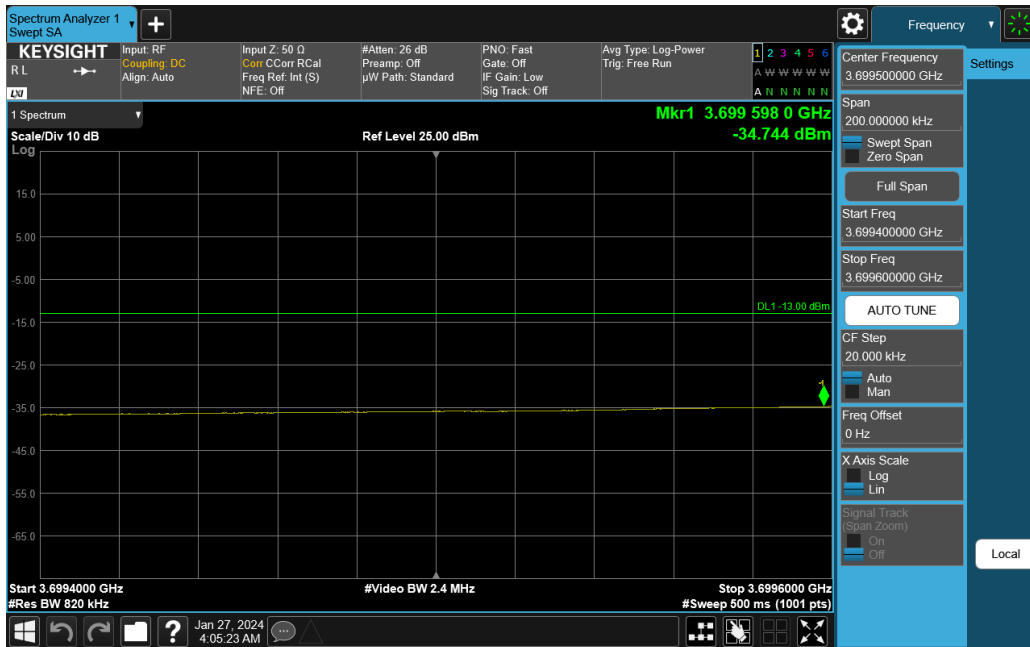 Spectrum Analyzer 1
Swept SA
Frequency
KEYSIGHT
R L
LXI
Input: RF
Coupling: DC
Align: Auto
Input Z: 50 Ω
Corr CCorr RCal
Freq Ref: Int (S)
NFE: Off
#Atten: 26 dB
Preamp: Off
µW Path: Standard
PNO: Fast
Gate: Off
IF Gain: Low
Sig Track: Off
Avg Type: Log-Power
Trig: Free Run
1 2 3 4 5 6
A W W W W W
A N N N N N
1 Spectrum
Scale/Div 10 dB
Log
Ref Level 25.00 dBm
Mkr1 3.699 598 0 GHz
-34.744 dBm
15.0
5.00
-5.00
-15.0
-25.0
-35.0
-45.0
-55.0
-65.0
DL1 -13.00 dBm
Start 3.6994000 GHz
#Res BW 820 kHz
#Video BW 2.4 MHz
Stop 3.6996000 GHz
#Sweep 500 ms (1001 pts)
Center Frequency
3.699500000 GHz
Settings
Span
200.000000 kHz
Swept Span
Zero Span
Full Span
Start Freq
3.699400000 GHz
Stop Freq
3.699600000 GHz
AUTO TUNE
CF Step
20.000 kHz
Auto
Man
Freq Offset
0 Hz
X Axis Scale
Log
Lin
Signal Track
(Span Zoom)
On
Off
Local
?
Jan 27, 2024
4:05:23 AM